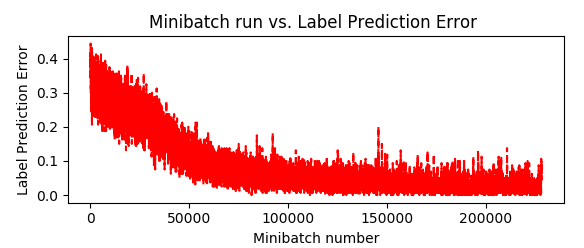 Minibatch run vs. Label Prediction Error
Label Prediction Error
0.4
0.3
0.2
0.1
0.0
0 50000 100000 150000 200000
Minibatch number